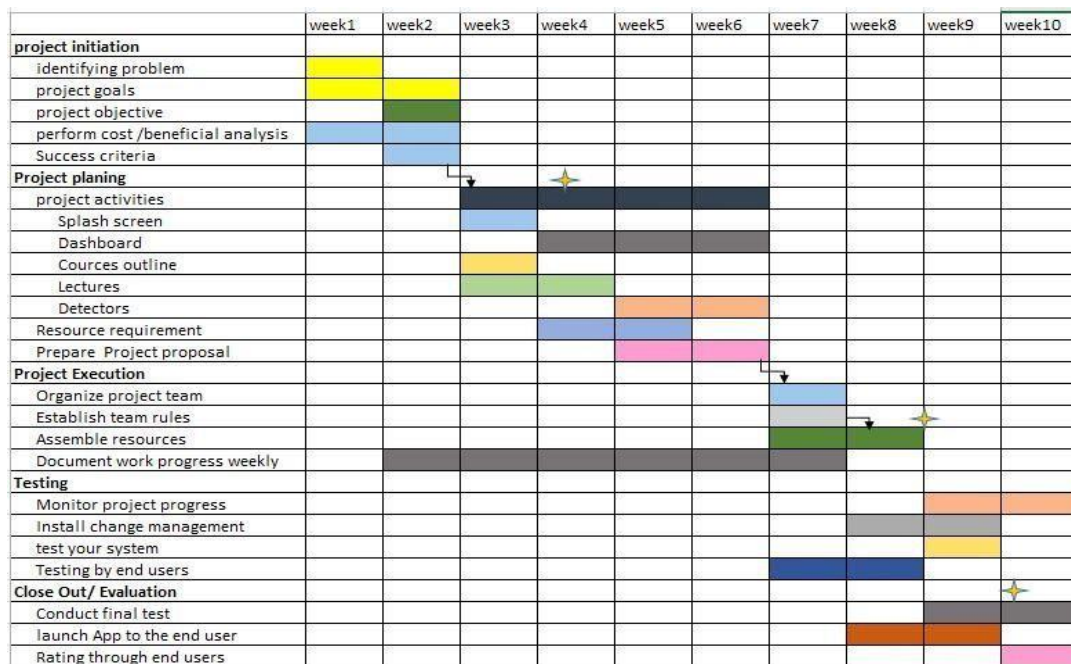 week1 week2 week3 week4 week5 week6 week7 week8 week9 week10
project initiation
identifying problem
project goals
project objective
perform cost /beneficial analysis
Success criteria
Project planing
project activities
Splash screen
Dashboard
Cources outline
Lectures
Detectors
Resource requirement
Prepare Project proposal
Project Execution
Organize project team
Establish team rules
Assemble resources
Document work progress weekly
Testing
Monitor project progress
Install change management
test your system
Testing by end users
Close Out/ Evaluation
Conduct final test
launch App to the end user
Rating through end users